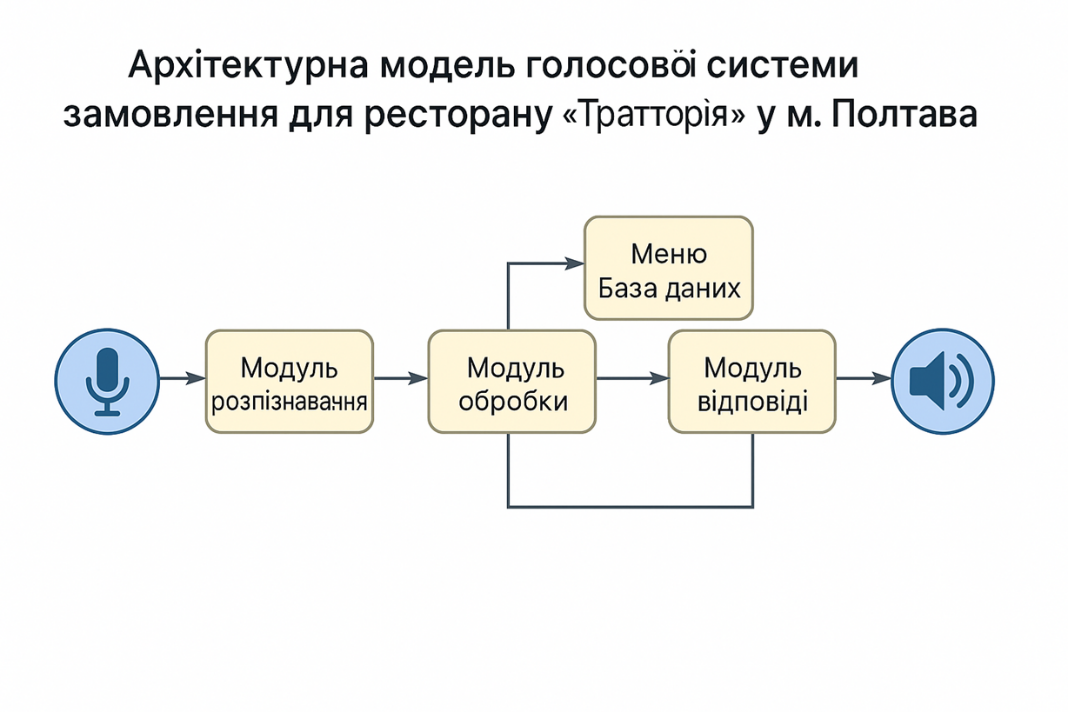 Архітектурна модель голосової системи
замовлення для ресторану «Тратторія» у м. Полтава
Меню
База даних
Модуль
розпізнавання
Модуль
обробки
Модуль
відповіді